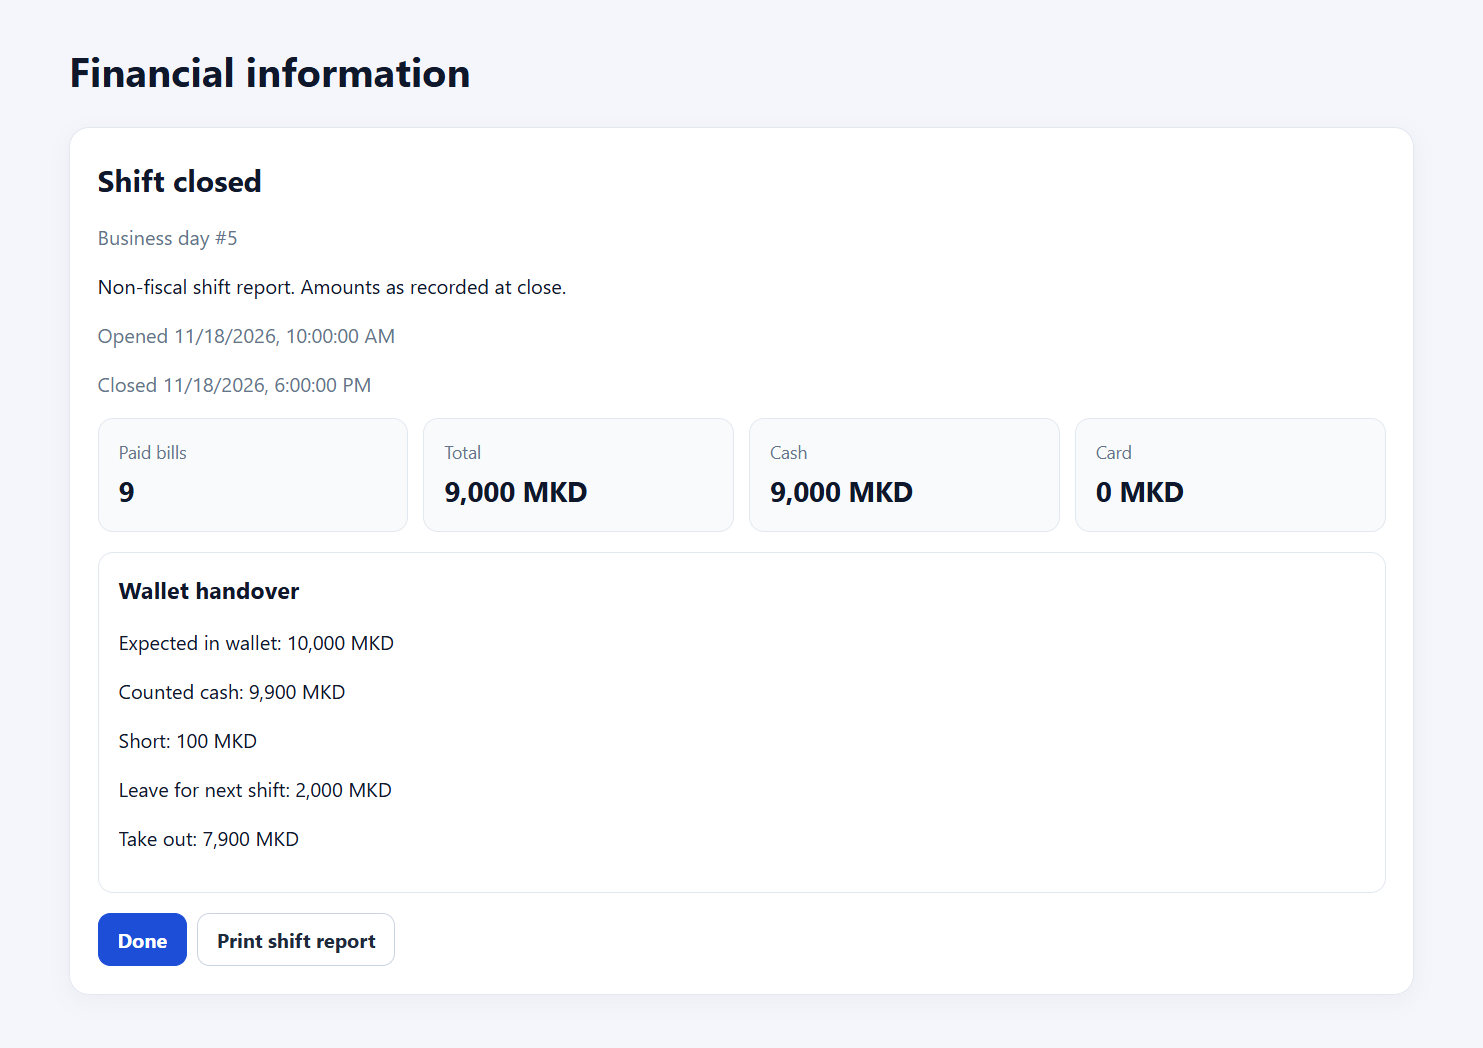 Financial information
Shift closed
Business day #5
Non-fiscal shift report. Amounts as recorded at close.
Opened 11/18/2026, 10:00:00 AM
Closed 11/18/2026, 6:00:00 PM
Paid bills
9
Total
9,000 MKD
Cash
9,000 MKD
Card
0 MKD
Wallet handover
Expected in wallet: 10,000 MKD
Counted cash: 9,900 MKD
Short: 100 MKD
Leave for next shift: 2,000 MKD
Take out: 7,900 MKD
Done
Print shift report